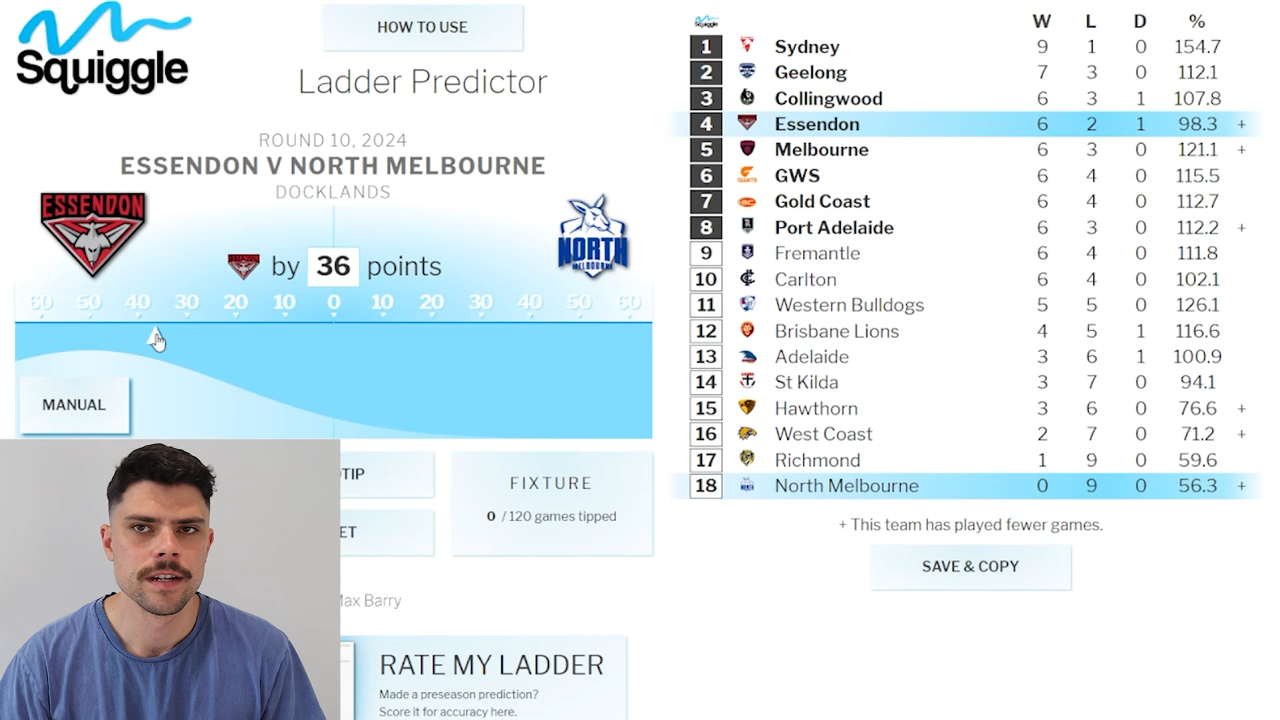 Squiggle
HOW TO USE
Ladder Predictor
ROUND 10, 2024
ESSENDON V NORTH MELBOURNE
DOCKLANDS
ESSENDON
NORTH
MELBOURNE
by 36 points
60 50 40 30 20 10 0 10 20 30 40 50 60
MANUAL
TIP
ET
FIXTURE
0 / 120 games tipped
Max Barry
RATE MY LADDER
Made a preseason prediction?
Score it for accuracy here.
Squiggle W L D %
1 Sydney 9 1 0 154.7
2 Geelong 7 3 0 112.1
3 Collingwood 6 3 1 107.8
4 Essendon 6 2 1 98.3 +
5 Melbourne 6 3 0 121.1 +
6 GWS 6 4 0 115.5
7 Gold Coast 6 4 0 112.7
8 Port Adelaide 6 3 0 112.2 +
9 Fremantle 6 4 0 111.8
10 Carlton 6 4 0 102.1
11 Western Bulldogs 5 5 0 126.1
12 Brisbane Lions 4 5 1 116.6
13 Adelaide 3 6 1 100.9
14 St Kilda 3 7 0 94.1
15 Hawthorn 3 6 0 76.6 +
16 West Coast 2 7 0 71.2 +
17 Richmond 1 9 0 59.6
18 North Melbourne 0 9 0 56.3 +
+ This team has played fewer games.
SAVE & COPY